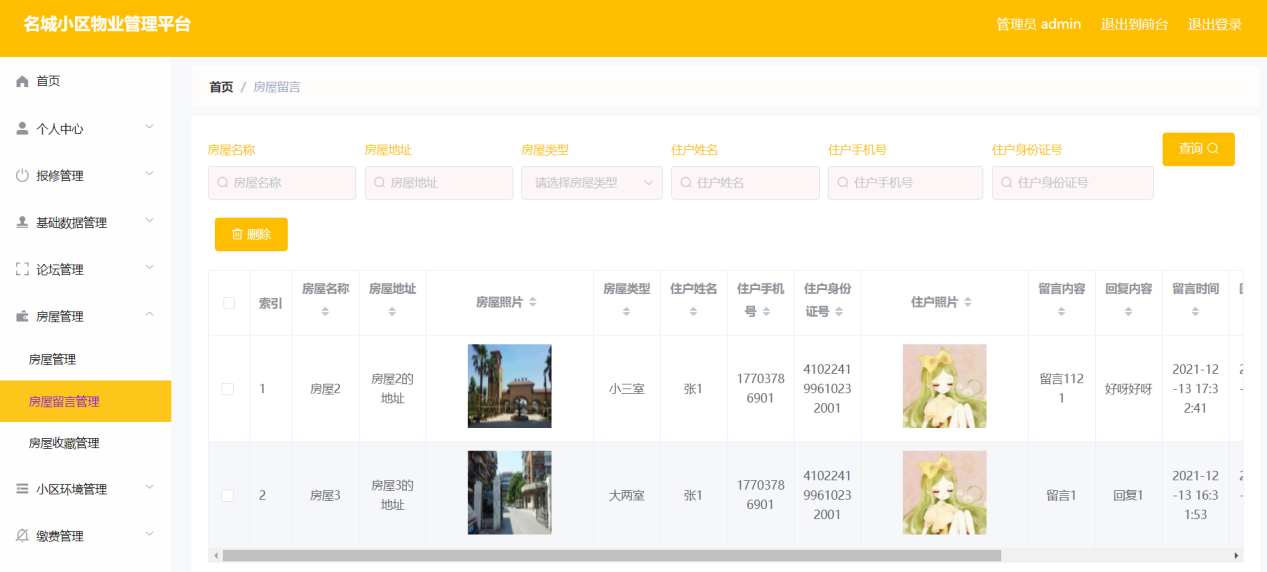 名城小区物业管理平台
管理员 admin 退出到前台 退出登录
首页
个人中心
报修管理
基础数据管理
论坛管理
房屋管理
房屋管理
房屋留言管理
房屋收藏管理
小区环境管理
缴费管理
首页 / 房屋留言
房屋名称 房屋地址 房屋类型 住户姓名 住户手机号 住户身份证号
房屋名称 房屋地址 请选择房屋类型 住户姓名 住户手机号 住户身份证号
查询
删除
索引 房屋名称 房屋地址 房屋照片 房屋类型 住户姓名 住户手机号 住户身份证号 住户照片 留言内容 回复内容 留言时间
1 房屋2 房屋2的地址 小三室 张1 17703786901 410224199610232001 留言1121 好呀好呀 2021-12-13 17:32:41
2 房屋3 房屋3的地址 大两室 张1 17703786901 410224199610232001 留言1 回复1 2021-12-13 16:31:53